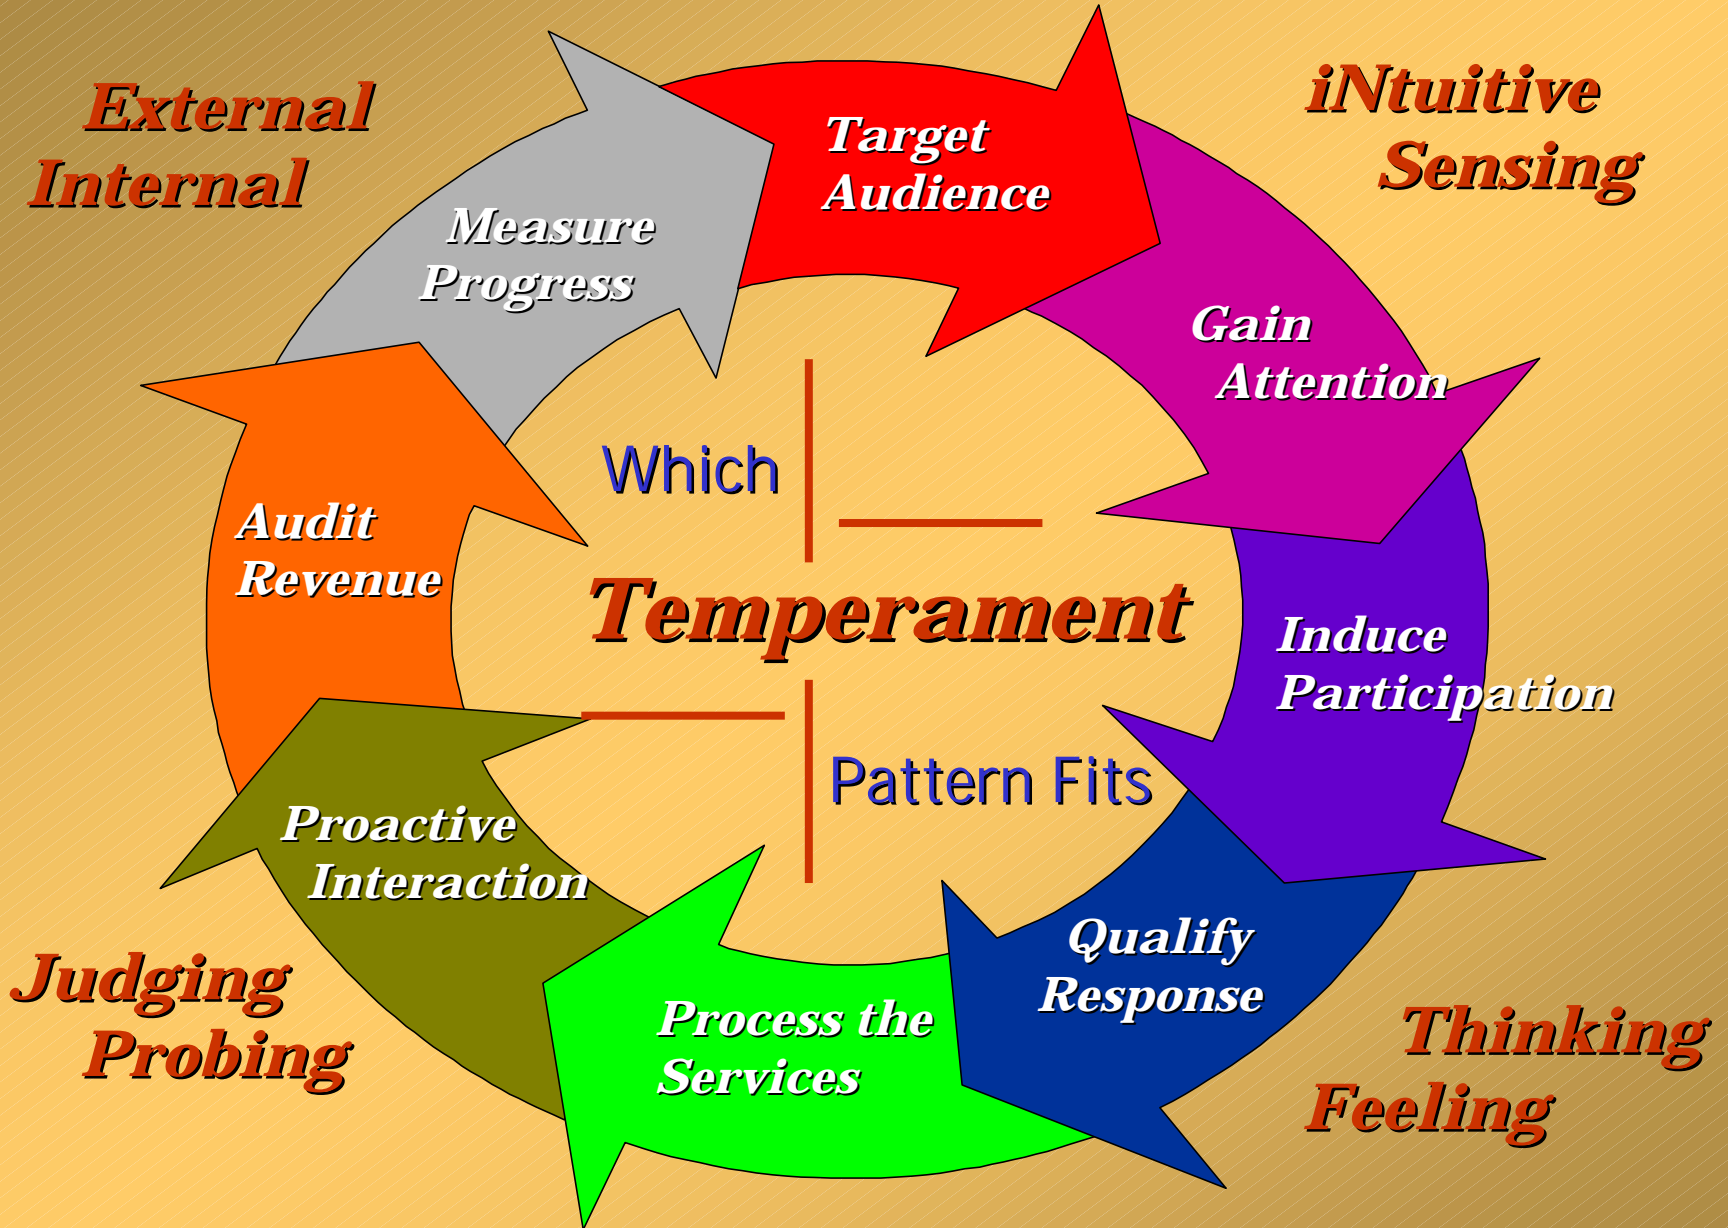 External
Internal
iNtuitive
Sensing
Target
Audience
Measure
Progress
Gain
Attention
Which
Audit
Revenue
Temperament
Induce
Participation
Pattern Fits
Proactive
Interaction
Qualify
Response
Process the
Services
Judging
Probing
Thinking
Feeling